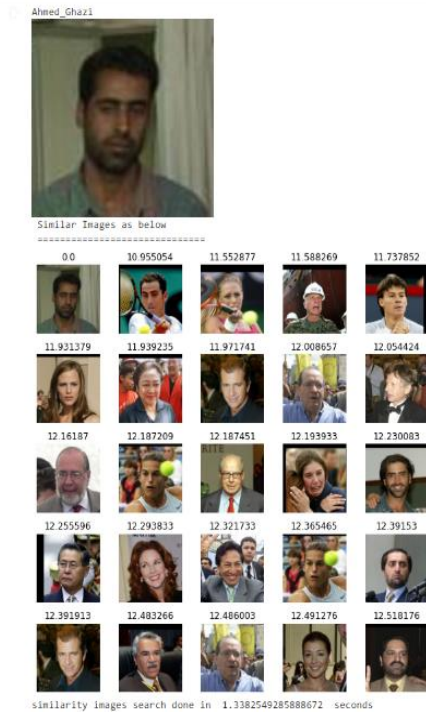 Ahmed_Ghazi
Similar Images as below
==============================
0.0 10.955054 11.552877 11.588269 11.737852
11.931379 11.939235 11.971741 12.008657 12.054424
12.16187 12.187209 12.187451 12.193933 12.230083
RITE
12.255596 12.293833 12.321733 12.365465 12.39153
12.391913 12.483266 12.486003 12.491276 12.518176
similarity images search done in 1.3382549285888672 seconds